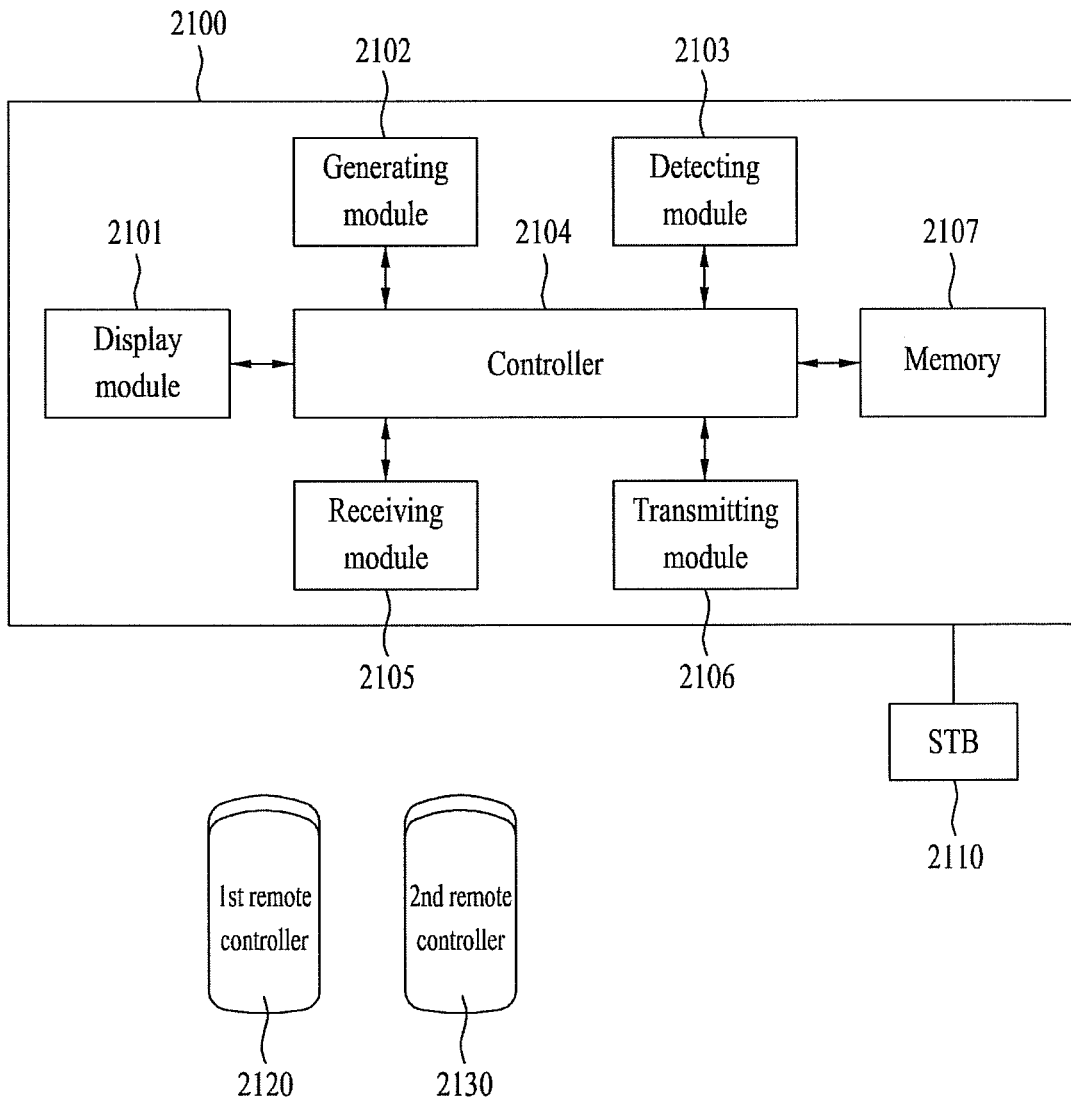 2100
2102
2103
Generating
module
Detecting
module
2101
2104
2107
Display
module
Controller
Memory
Receiving
module
Transmitting
module
2105
2106
STB
2110
1st remote
controller
2nd remote
controller
2120
2130